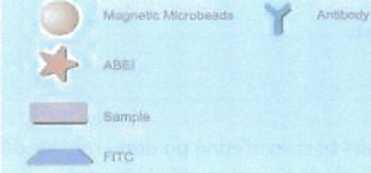 Magnetic Microbeads
Antibody
ABEI
Sample
FITC